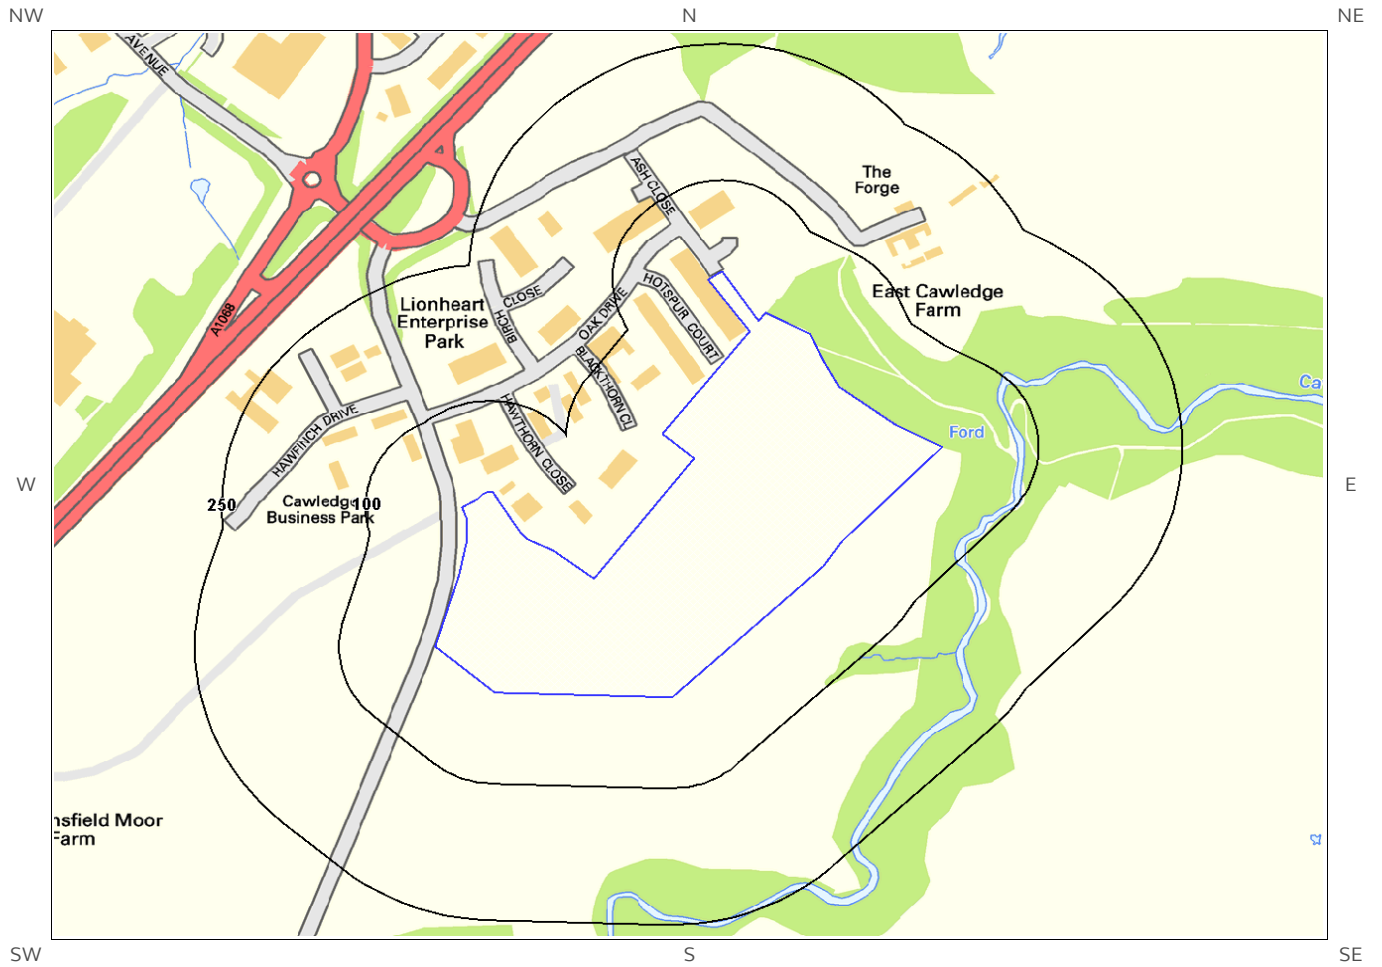 NW
N
NE
AVENUE
ASH CLOSE
The
Forge
A1068
Lionheart
Enterprise
Park
BIRCH
CLOSE
OAK DRIVE
HOTSPUR COURT
East Cawledge
Farm
BLACKTHORN CL
HAWTHORN CLOSE
HAWFINCH DRIVE
Ca
Ford
W
E
250
Cawledge
100
Business Park
nsfield Moor
Farm
SW
S
SE